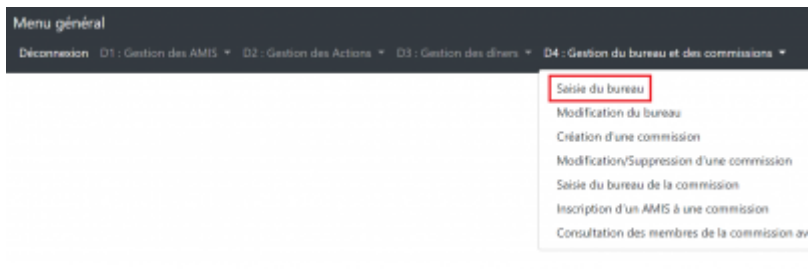 Menu général
Déconnexion D1 : Gestion des AMIS D2 : Gestion des Actions D3 : Gestion des dîners D4 : Gestion du bureau et des commissions
Saisie du bureau
Modification du bureau
Création d'une commission
Modification/Suppression d'une commission
Saisie du bureau de la commission
Inscription d'un AMIS à une commission
Consultation des membres de la commission av